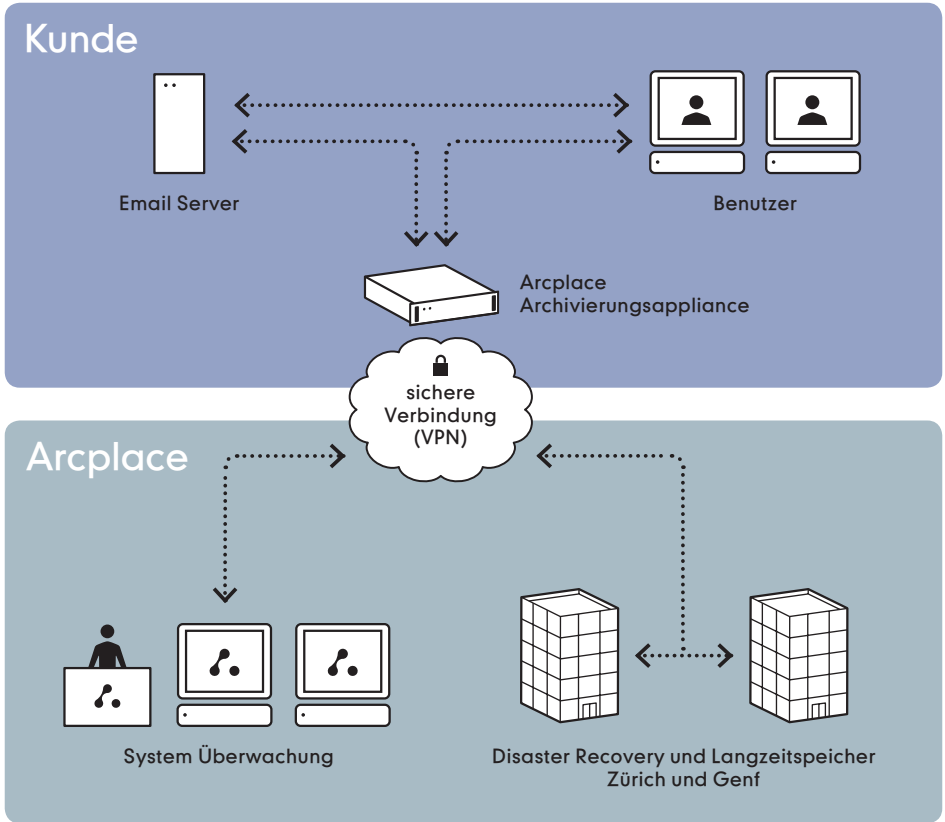 Kunde
Email Server
Benutzer
Arcplace
Archivierungsappliance
sichere
Verbindung
(VPN)
Arcplace
System Überwachung
Disaster Recovery und Langzeitspeicher
Zürich und Genf